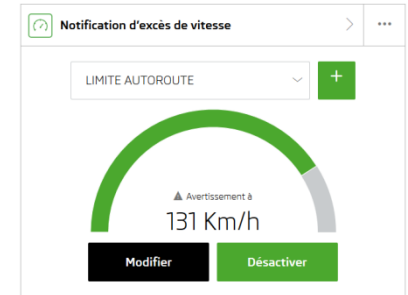 Notification d'excès de vitesse
LIMITE AUTOROUTE
+
Avertissement à
131 Km/h
Modifier Désactiver